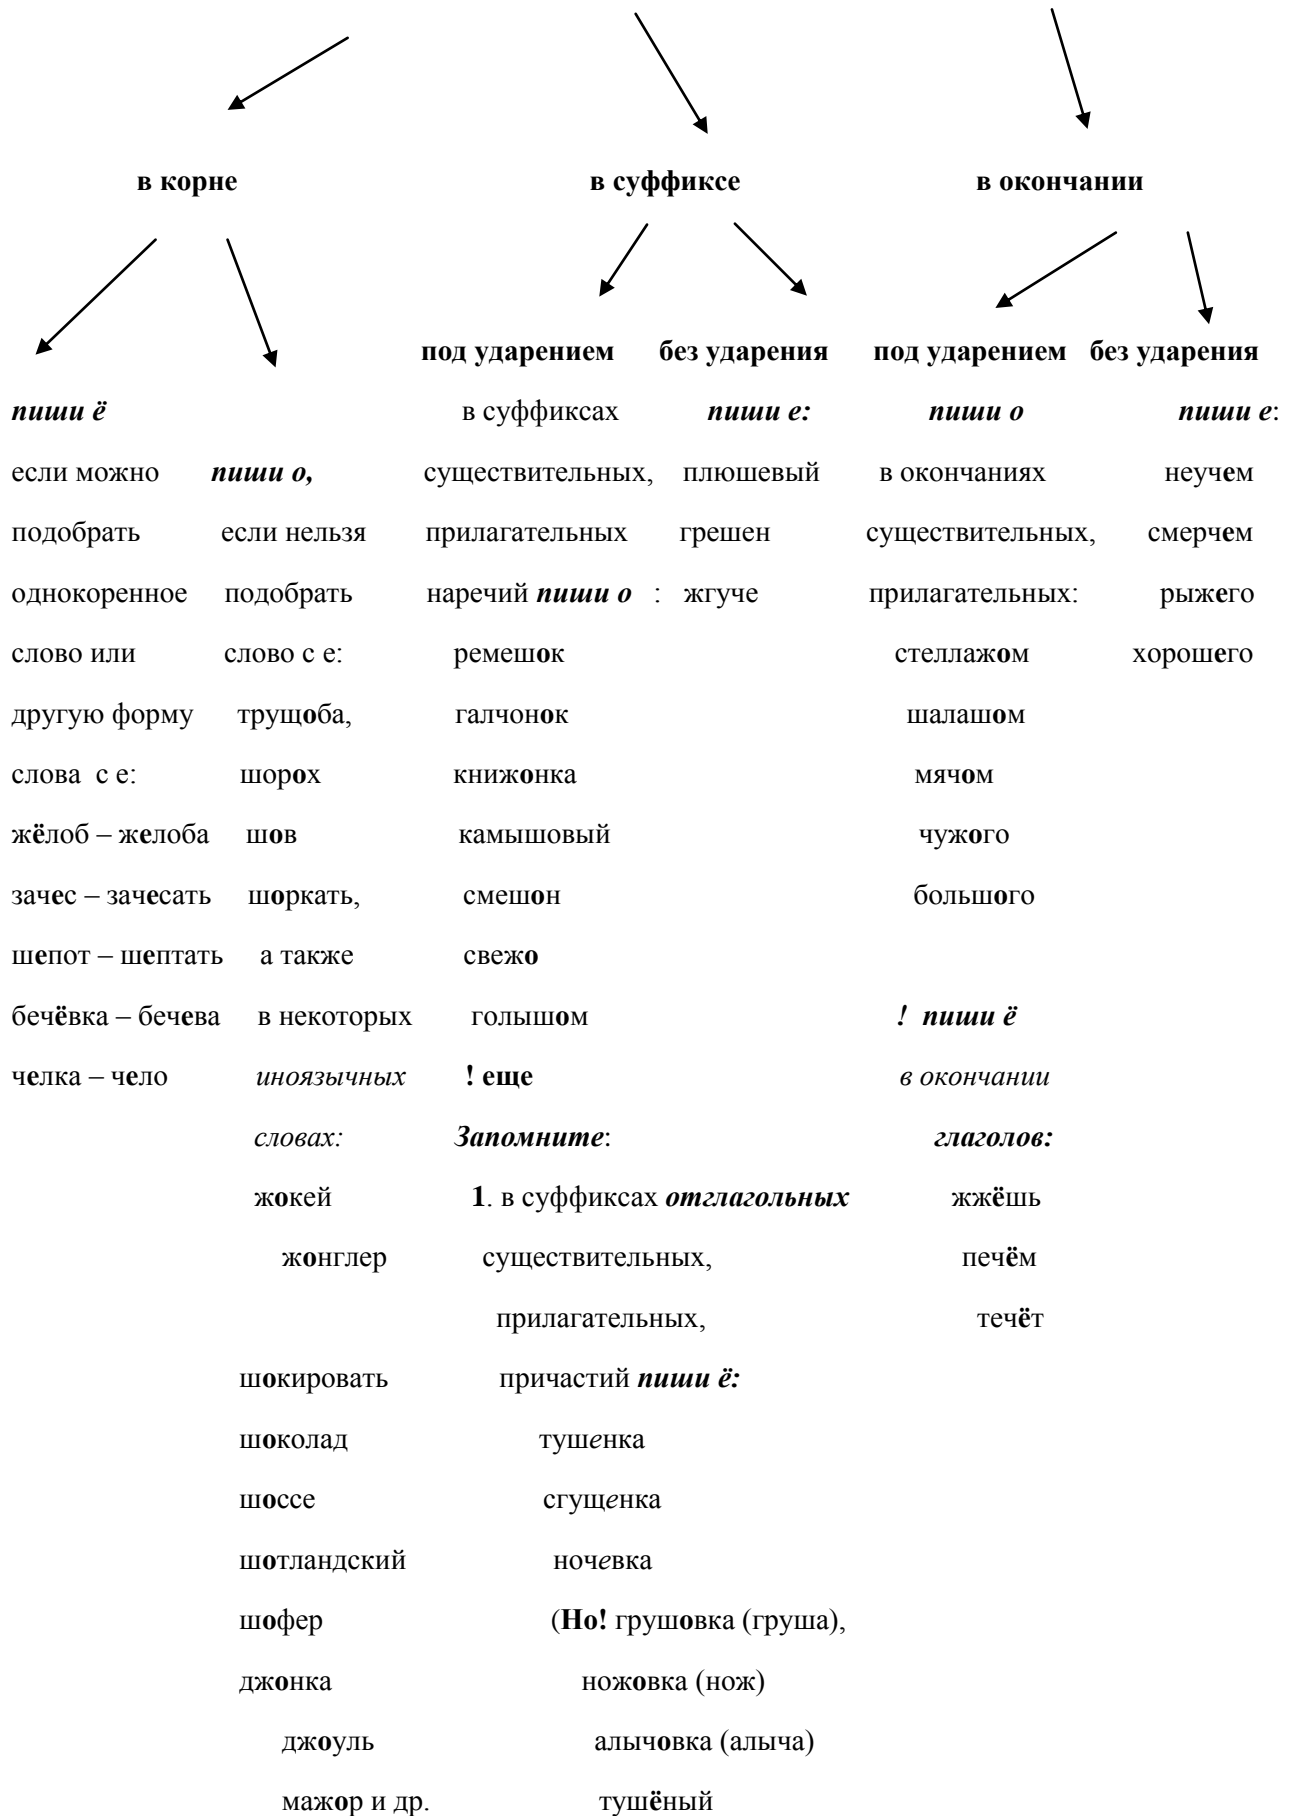 в корне в суффиксе в окончании
под ударением без ударения под ударением без ударения
пиши ё в суффиксах пиши е: пиши о пиши е:
если можно пиши о, существительных, плюшевый в окончаниях неучем
подобрать если нельзя прилагательных грешен существительных, смерчем
однокоренное подобрать наречий пиши о : жгуче прилагательных: рыжего
слово или слово с е: ремешок стеллажом хорошего
другую форму трущоба, галчонок шалашом
слова с е: шорох книжонка мячом
жёлоб – желоба шов камышовый чужого
зачес – зачесать шоркать, смешон большого
шепот – шептать а также свежо
бечёвка – бечева в некоторых голышом ! пиши ё
челка – чело иноязычных ! еще в окончании
словах: Запомните: глаголов:
жокей 1. в суффиксах отглагольных жжёшь
жонглер существительных, печём
прилагательных, течёт
шокировать причастий пиши ё:
шоколад тушенка
шоссе сгущенка
шотландский ночевка
шофер (Но! грушовка (груша),
джонка ножовка (нож)
джоуль алычовка (алыча)
мажор и др. тушёный